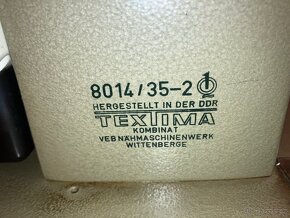 8014/35-2
HERGESTELLT IN DER DDR
TEXTIMA
KOMBINAT
VEB NÄHMASCHINENWERK
WITTENBERGE